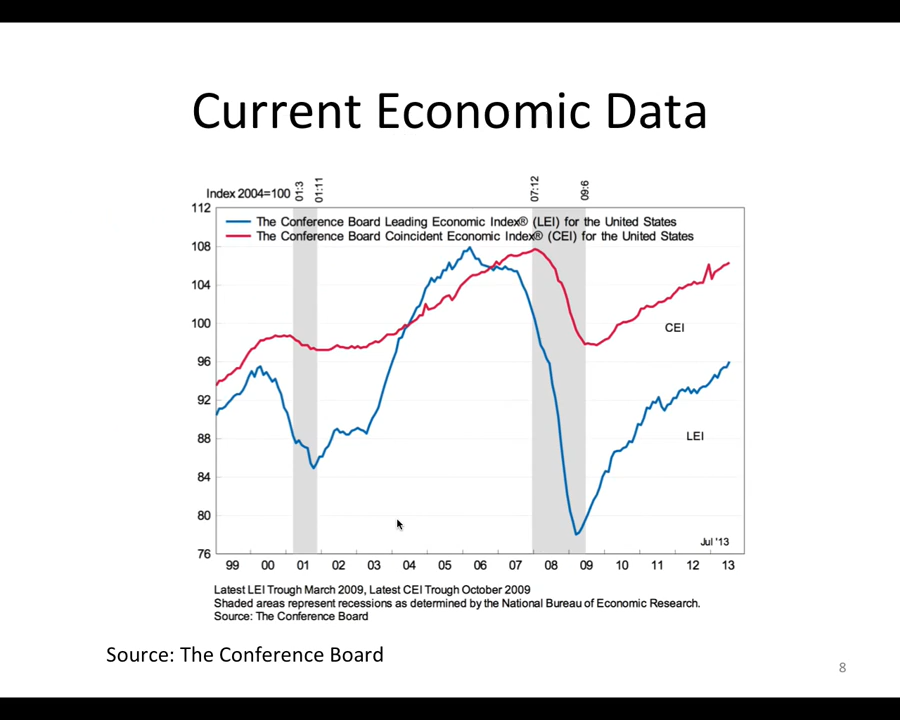 Current Economic Data
Index 2004=100
01:3
01:11
07:12
09:6
The Conference Board Leading Economic Index® (LEI) for the United States
The Conference Board Coincident Economic Index® (CEI) for the United States
112
108
104
100
96
92
88
84
80
76
CEI
LEI
Jul '13
99 00 01 02 03 04 05 06 07 08 09 10 11 12 13
Latest LEI Trough March 2009, Latest CEI Trough October 2009
Shaded areas represent recessions as determined by the National Bureau of Economic Research.
Source: The Conference Board
Source: The Conference Board
8